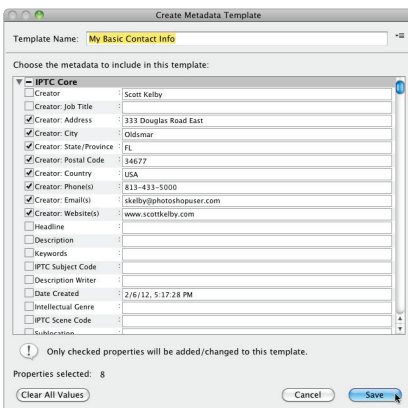 Create Metadata Template
Template Name: My Basic Contact Info
Choose the metadata to include in this template:
IPTC Core
Creator : Scott Kelby
Creator: Job Title :
Creator: Address : 333 Douglas Road East
Creator: City : Oldsmar
Creator: State/Province : FL
Creator: Postal Code : 34677
Creator: Country : USA
Creator: Phone(s) : 813-433-5000
Creator: Email(s) : skelby@photoshopuser.com
Creator: Website(s) : www.scottkelby.com
Headline :
Description :
Keywords :
IPTC Subject Code :
Description Writer :
Date Created : 2/6/12, 5:17:28 PM
Intellectual Genre :
IPTC Scene Code :
Sublocation :
! Only checked properties will be added/changed to this template.
Properties selected: 8
Clear All Values Cancel Save